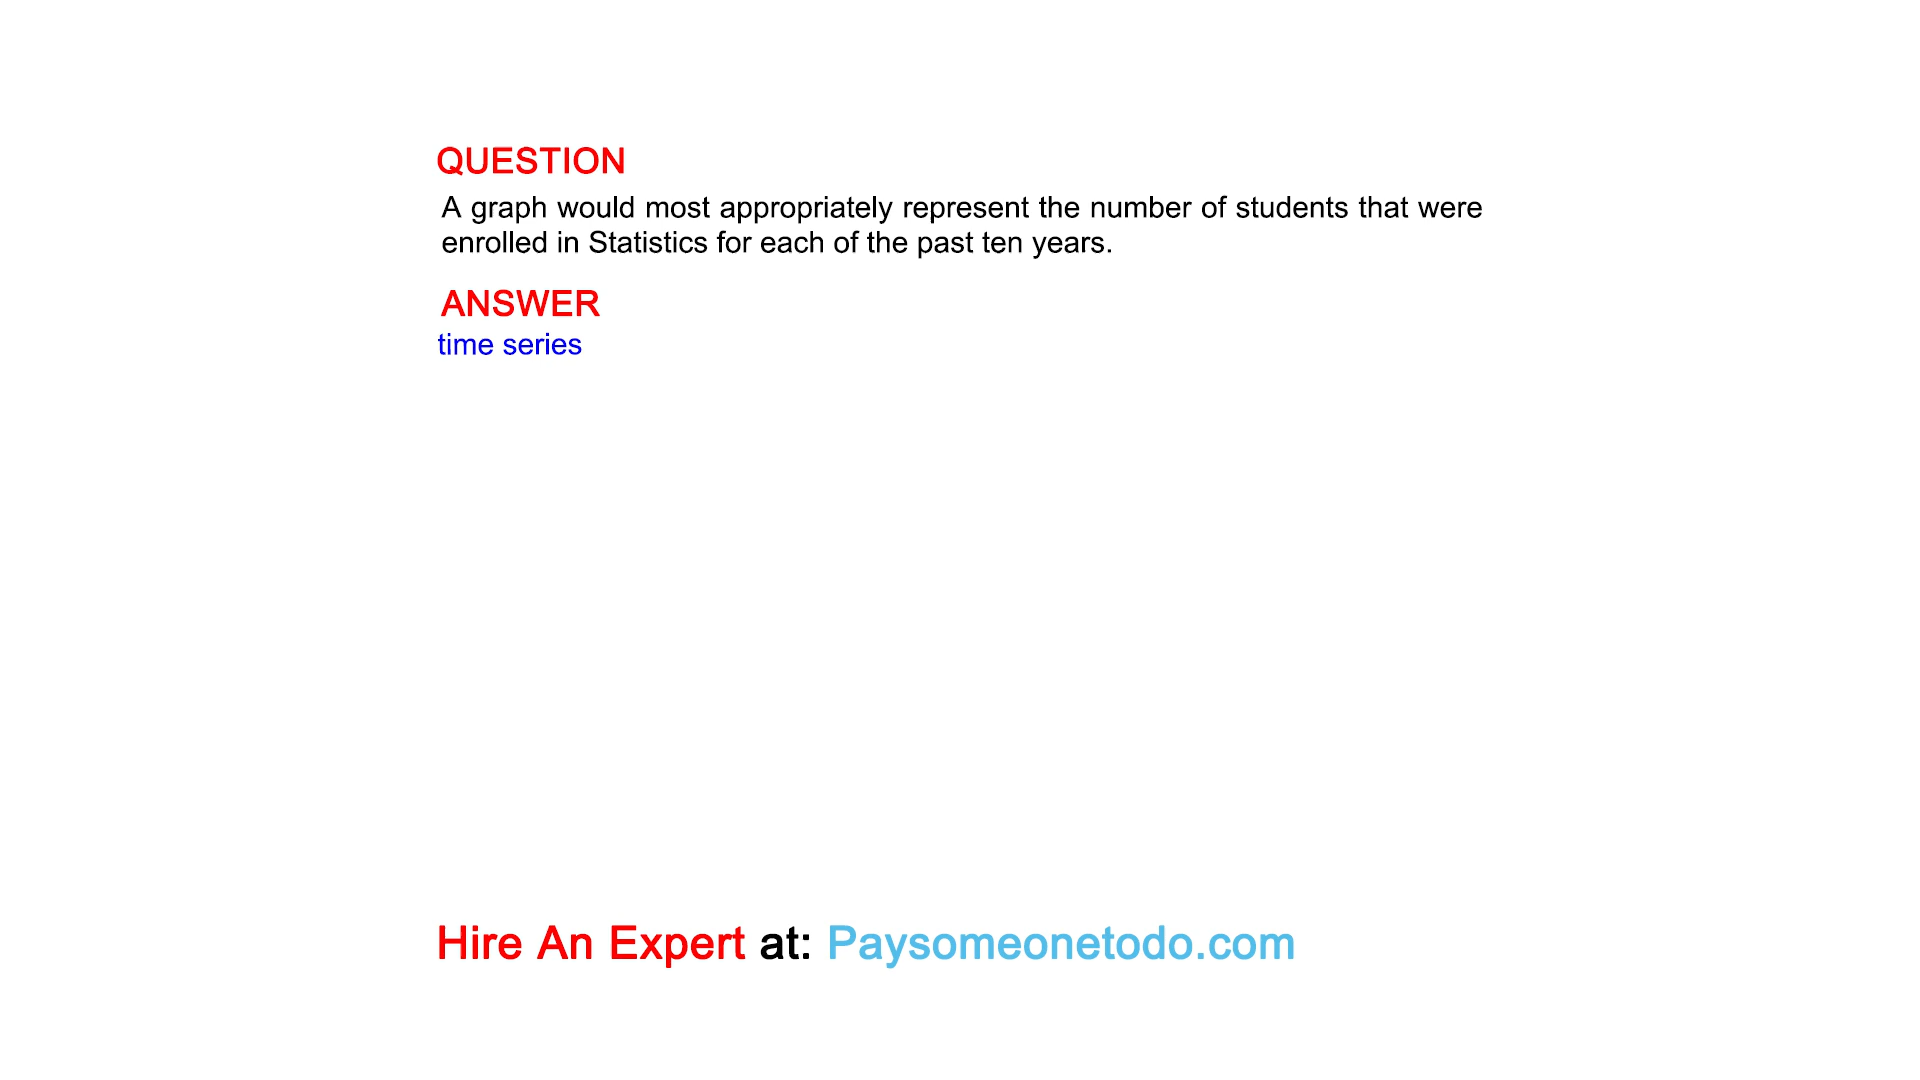 QUESTION
A graph would most appropriately represent the number of students that were
enrolled in Statistics for each of the past ten years.
ANSWER
time series
Hire An Expert at: Paysomeonetodo.com